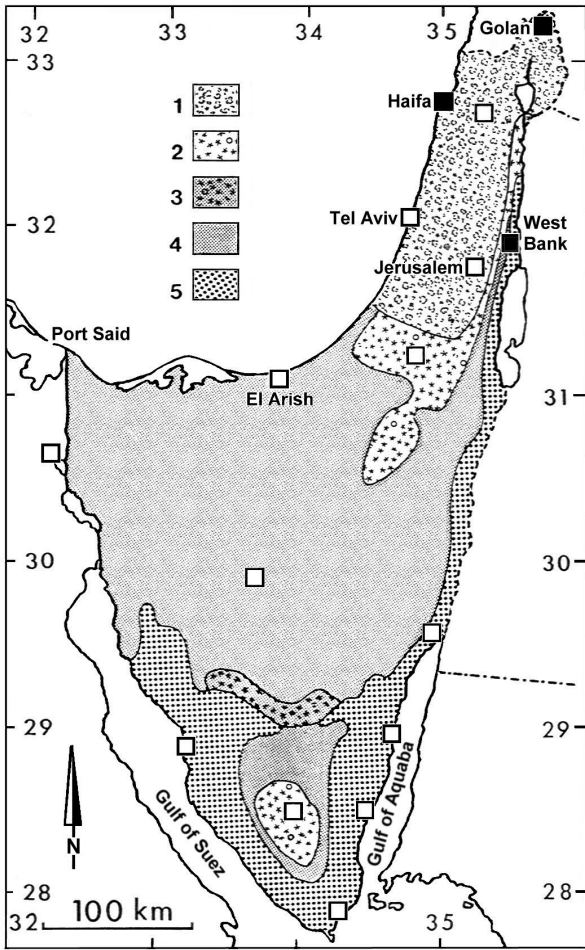 32
33
34
35
Golan
33
33
1
Haifa
2
3
32
32
Tel Aviv
West
Bank
4
Jerusalem
5
Port Said
31
31
El Arish
30
30
29
29
Gulf of Suez
Gulf of Aquaba
N
28
28
32
100 km
35